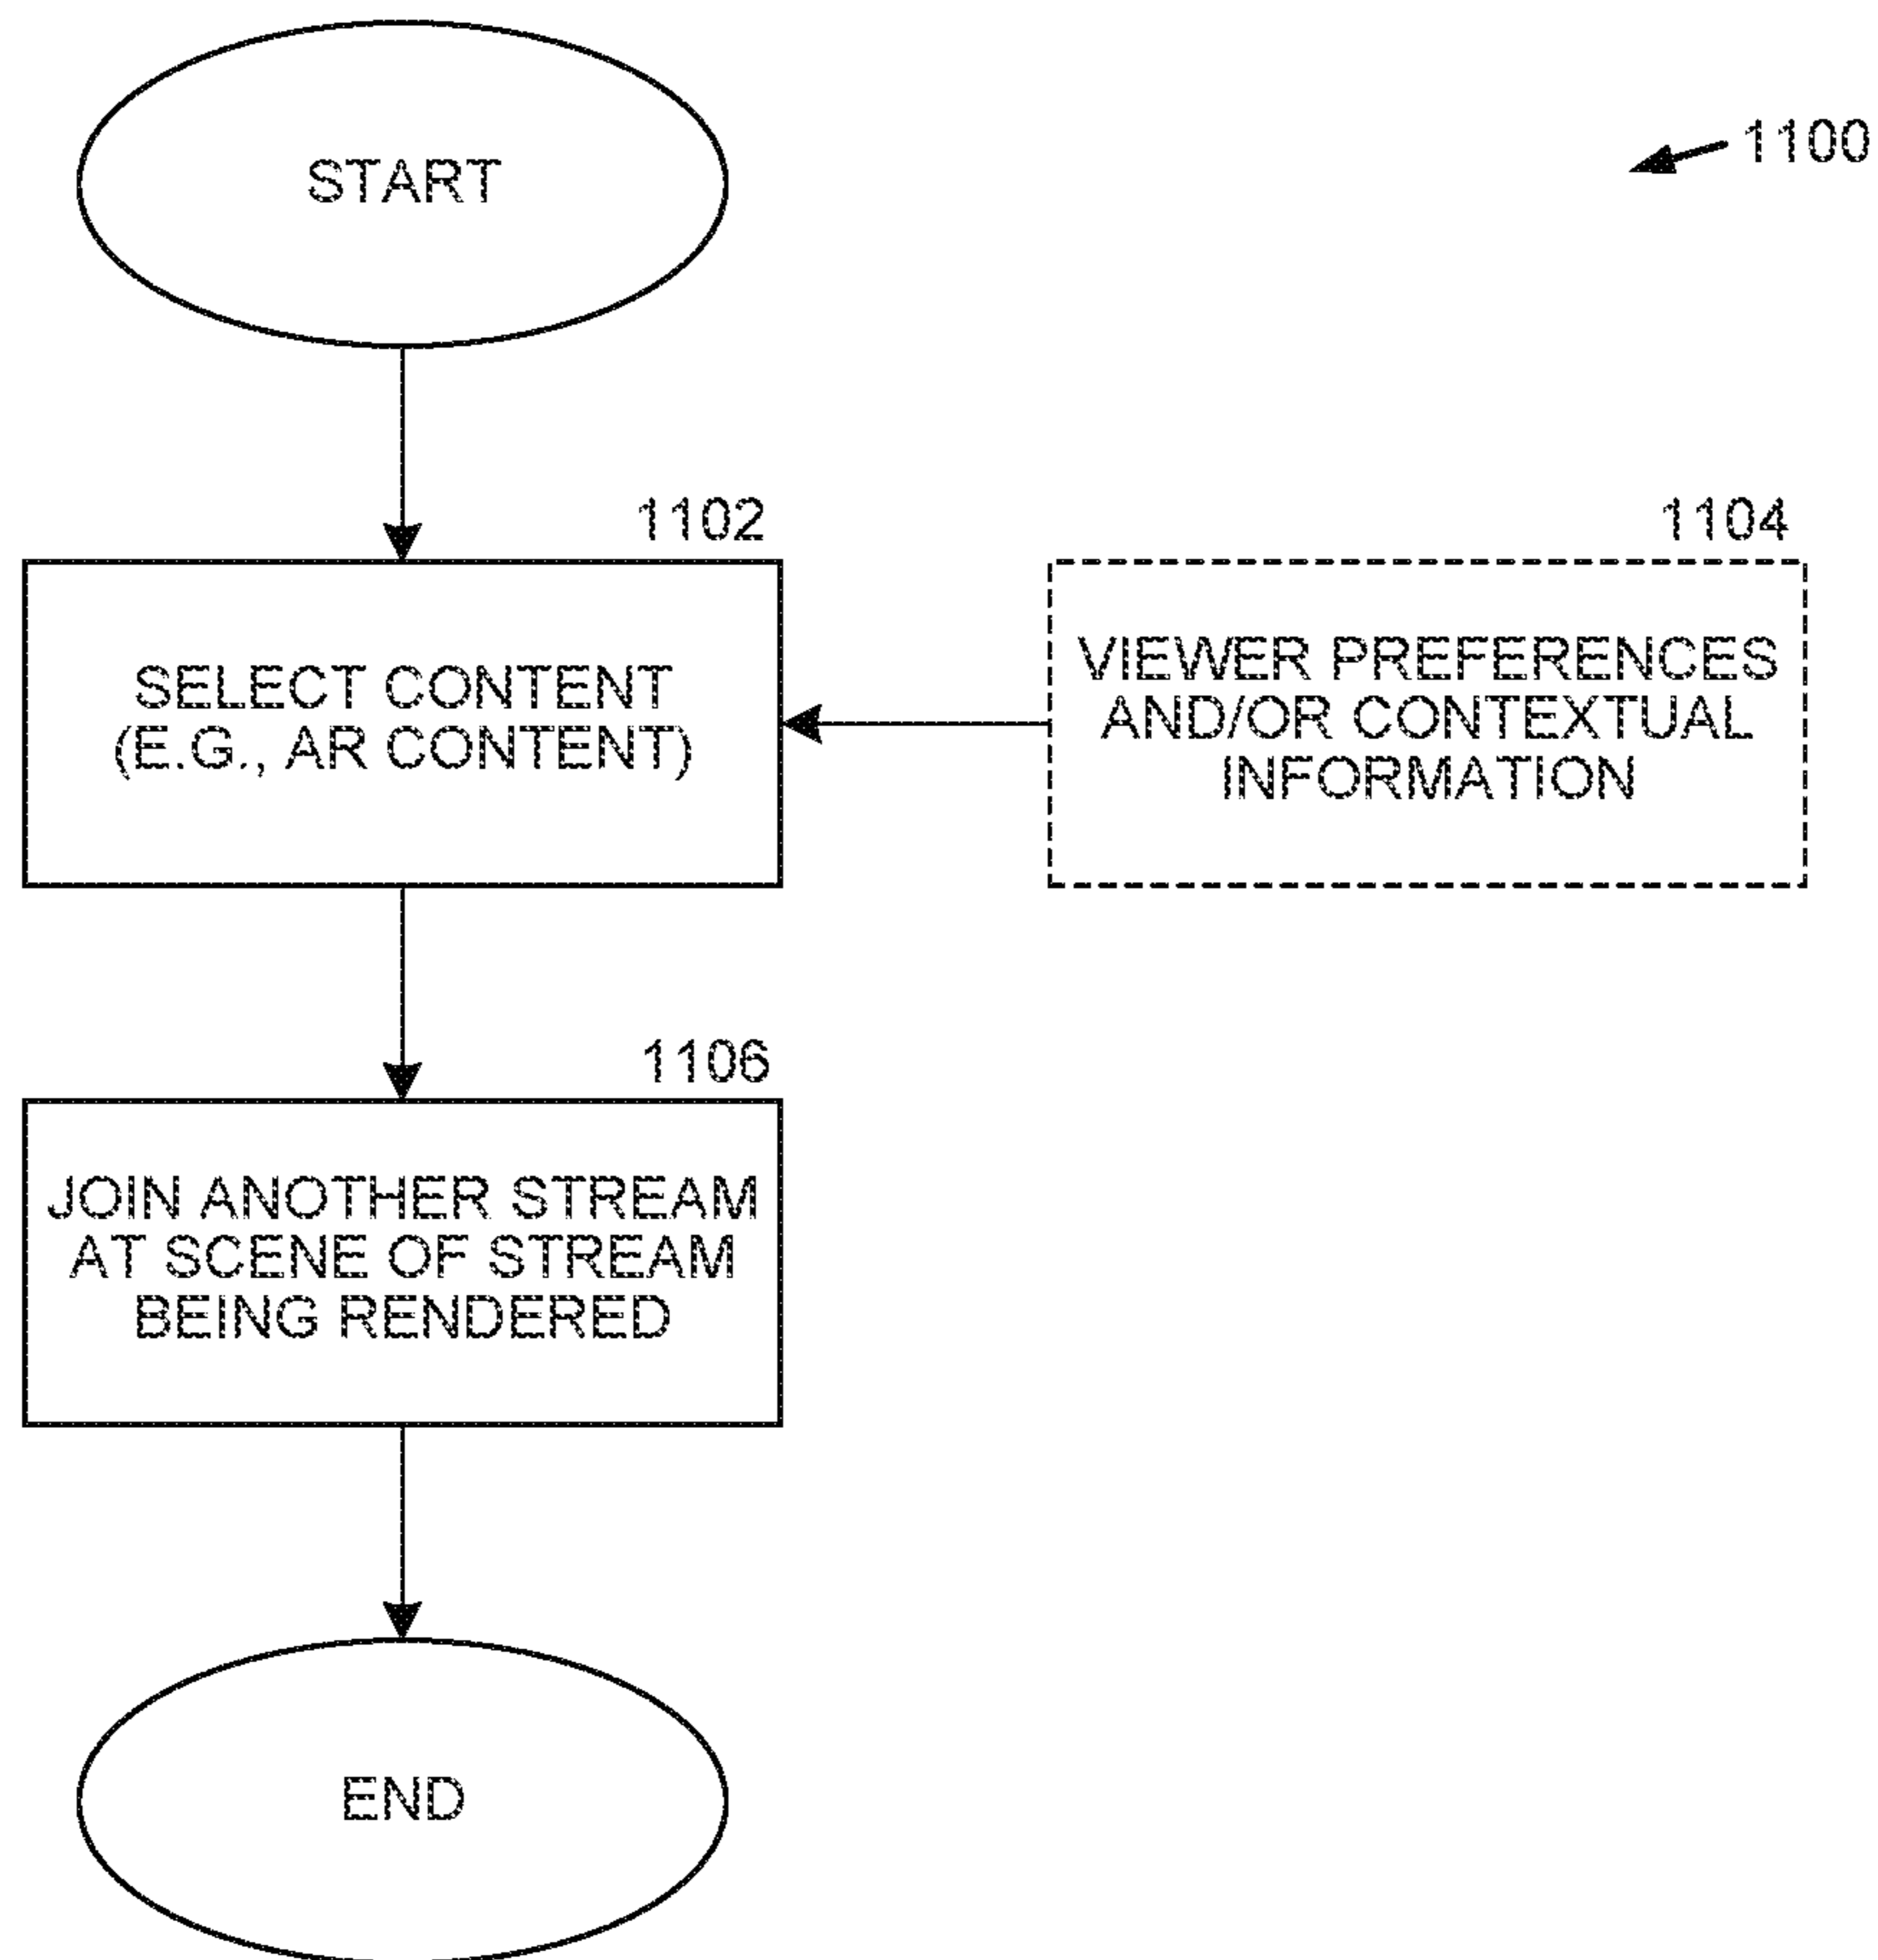 START
1100
1102
SELECT CONTENT
(E.G., AR CONTENT)
1104
VIEWER PREFERENCES
AND/OR CONTEXTUAL
INFORMATION
1106
JOIN ANOTHER STREAM
AT SCENE OF STREAM
BEING RENDERED
END